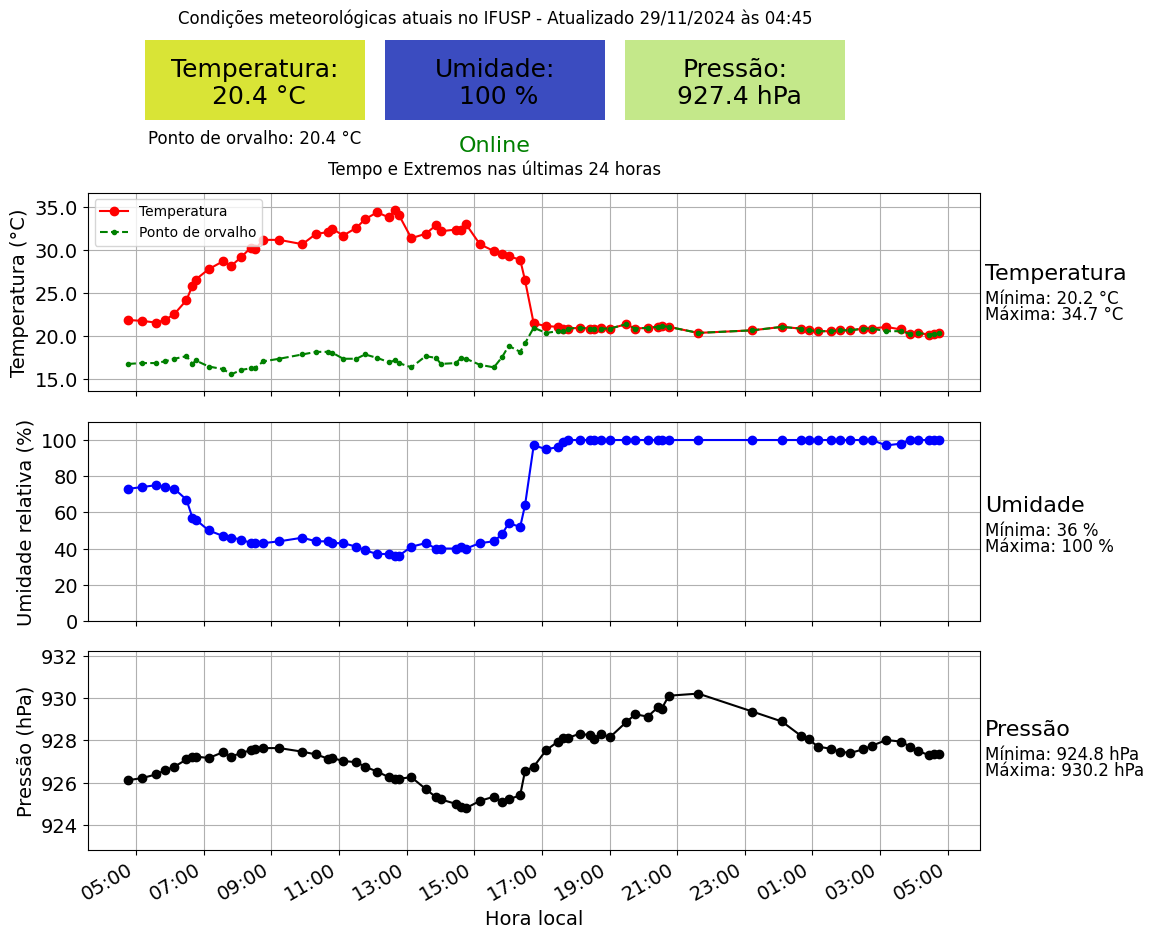 Condições meteorológicas atuais no IFUSP - Atualizado 29/11/2024 às 04:45
Temperatura:
20.4 °C
Umidade:
100 %
Pressão:
927.4 hPa
Ponto de orvalho: 20.4 °C
Online
Tempo e Extremos nas últimas 24 horas
Temperatura (°C)
35.0
30.0
25.0
20.0
15.0
Temperatura
Ponto de orvalho
Temperatura
Mínima: 20.2 °C
Máxima: 34.7 °C
Umidade relativa (%)
100
80
60
40
20
0
Umidade
Mínima: 36 %
Máxima: 100 %
Pressão (hPa)
932
930
928
926
924
Pressão
Mínima: 924.8 hPa
Máxima: 930.2 hPa
05:00 07:00 09:00 11:00 13:00 15:00 17:00 19:00 21:00 23:00 01:00 03:00 05:00
Hora local